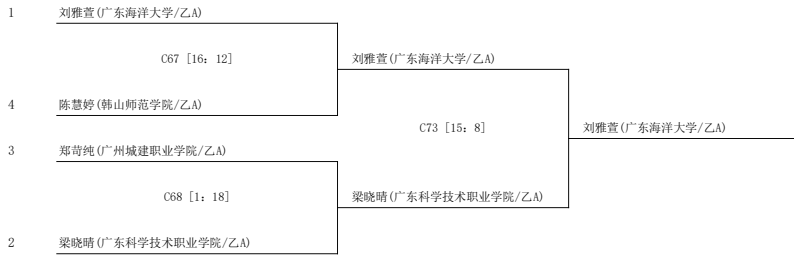 1 刘雅萱(广东海洋大学/乙A)
C67 [16: 12] 刘雅萱(广东海洋大学/乙A)
4 陈慧婷(韩山师范学院/乙A)
C73 [15: 8] 刘雅萱(广东海洋大学/乙A)
3 郑苛纯(广州城建职业学院/乙A)
C68 [1: 18] 梁晓晴(广东科学技术职业学院/乙A)
2 梁晓晴(广东科学技术职业学院/乙A)